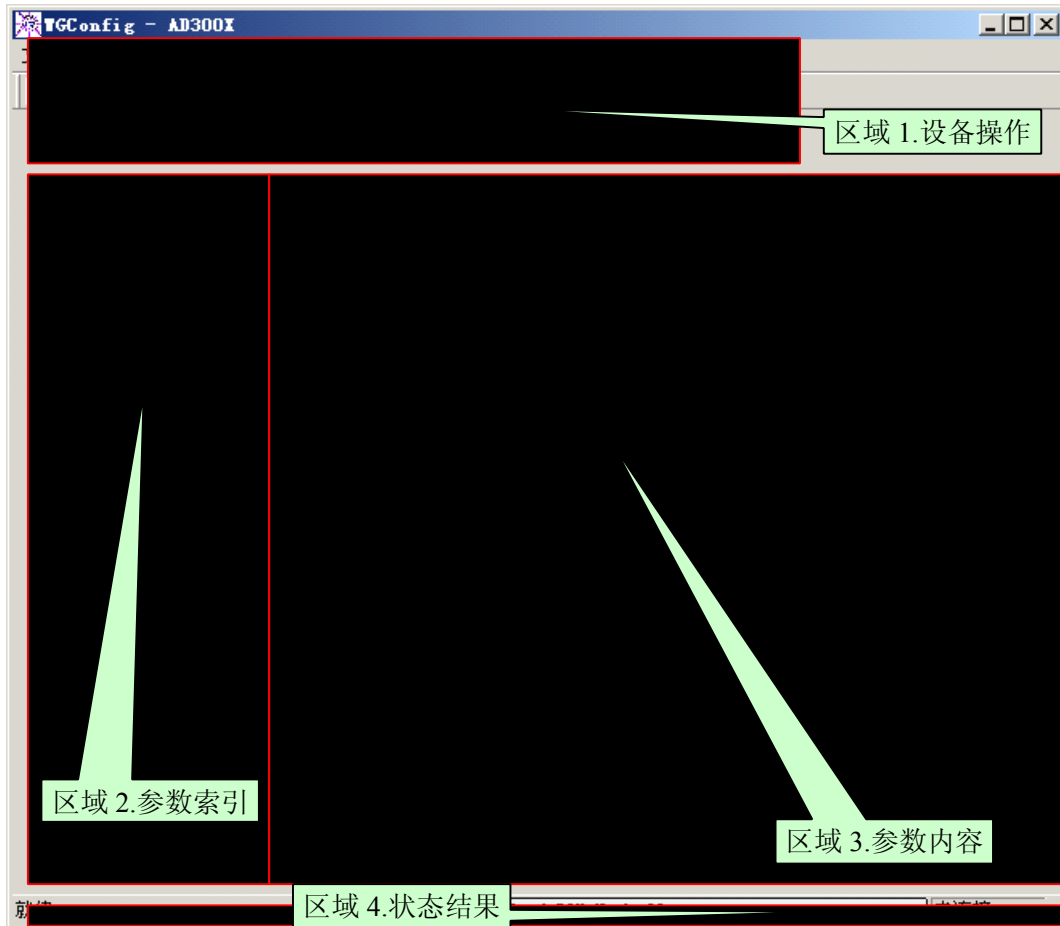 TGConfig - AD300X
区域 1.设备操作
区域 2.参数索引
区域 3.参数内容
区域 4.状态结果